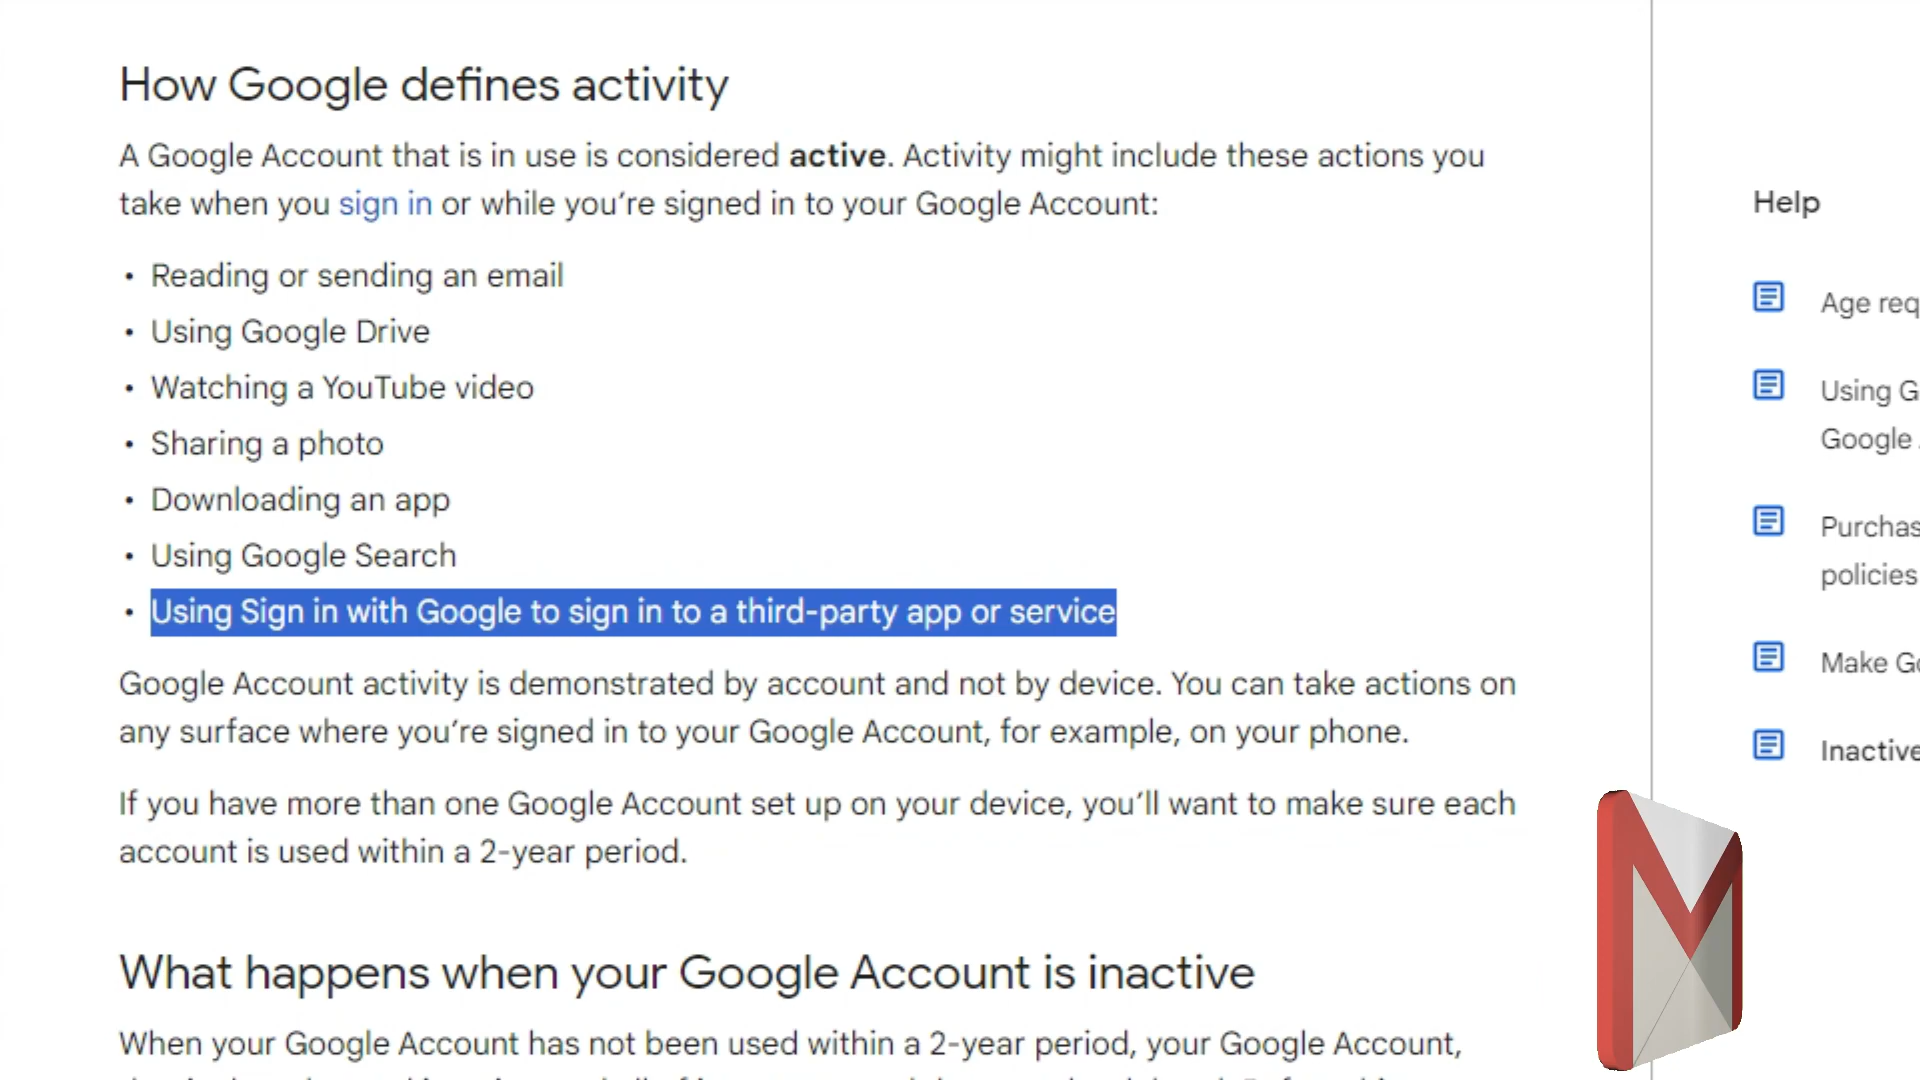 How Google defines activity
A Google Account that is in use is considered active. Activity might include these actions you
take when you sign in or while you’re signed in to your Google Account:
• Reading or sending an email
• Using Google Drive
• Watching a YouTube video
• Sharing a photo
• Downloading an app
• Using Google Search
• Using Sign in with Google to sign in to a third-party app or service
Google Account activity is demonstrated by account and not by device. You can take actions on
any surface where you’re signed in to your Google Account, for example, on your phone.
If you have more than one Google Account set up on your device, you’ll want to make sure each
account is used within a 2-year period.
What happens when your Google Account is inactive
When your Google Account has not been used within a 2-year period, your Google Account,
Help
Age req
Using G
Google
Purchas
policies
Make Go
Inactive